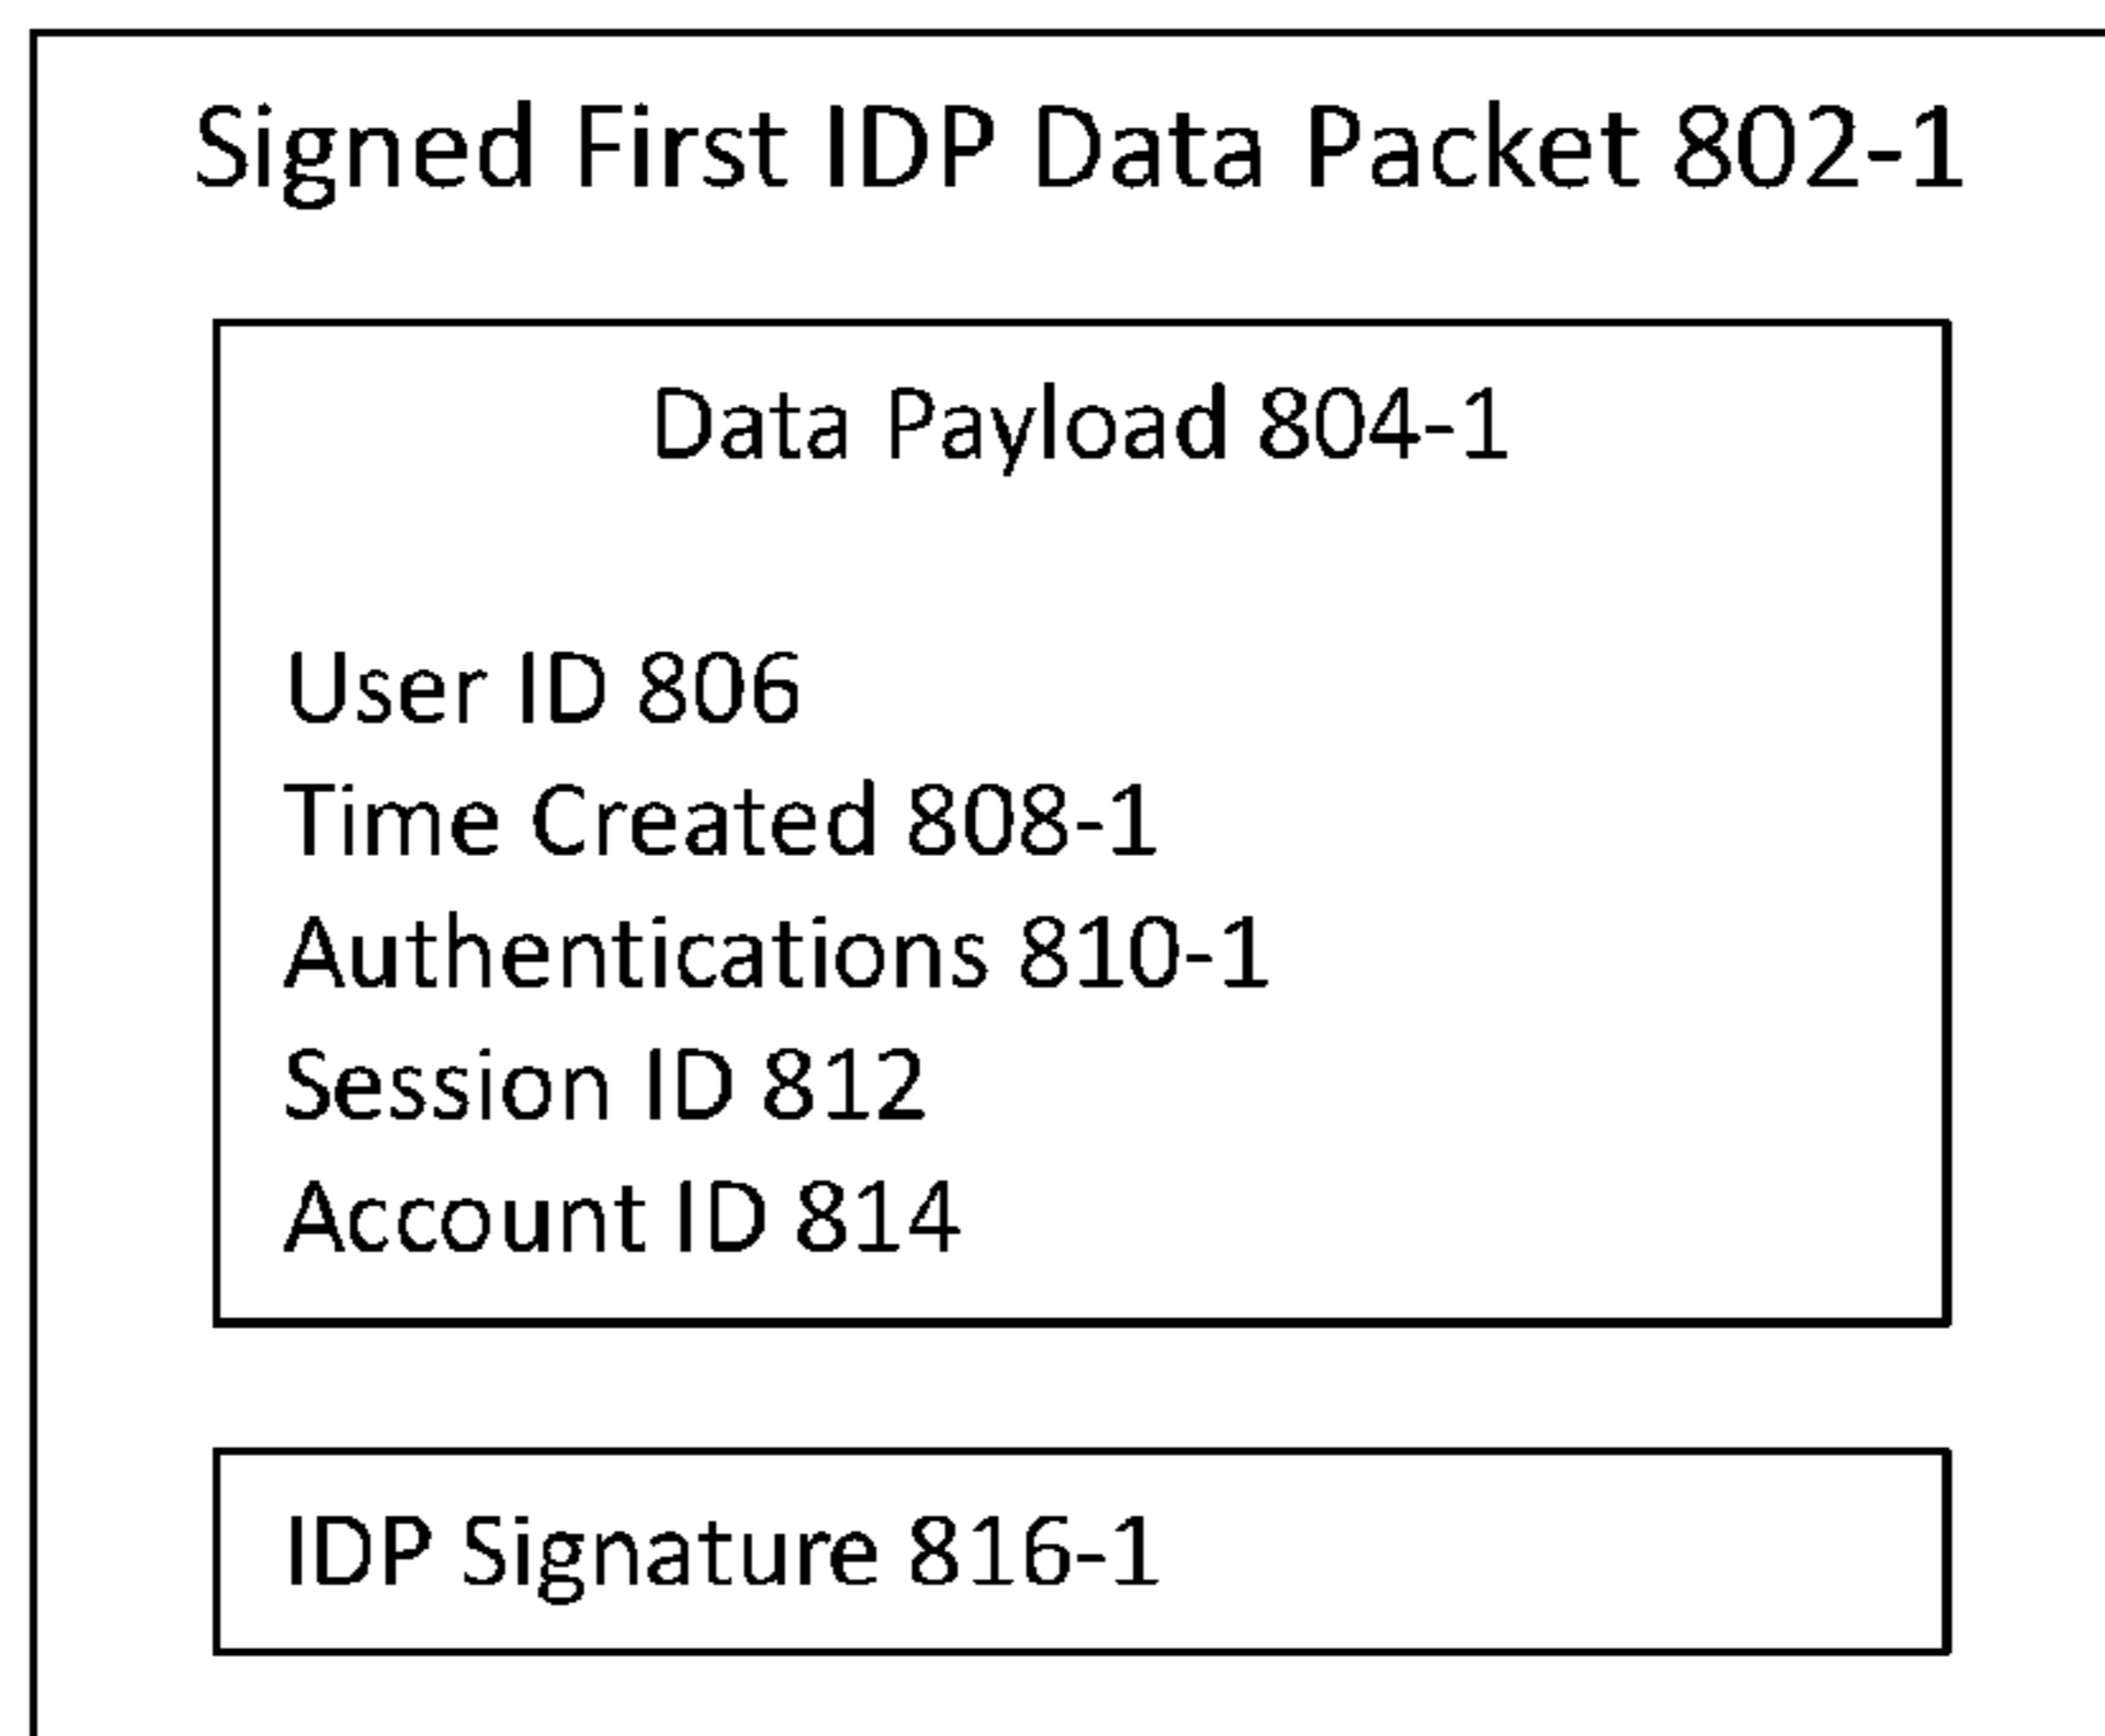 Signed First IDP Data Packet 802-1
Data Payload 804-1
User ID 806
Time Created 808-1
Authentications 810-1
Session ID 812
Account ID 814
IDP Signature 816-1